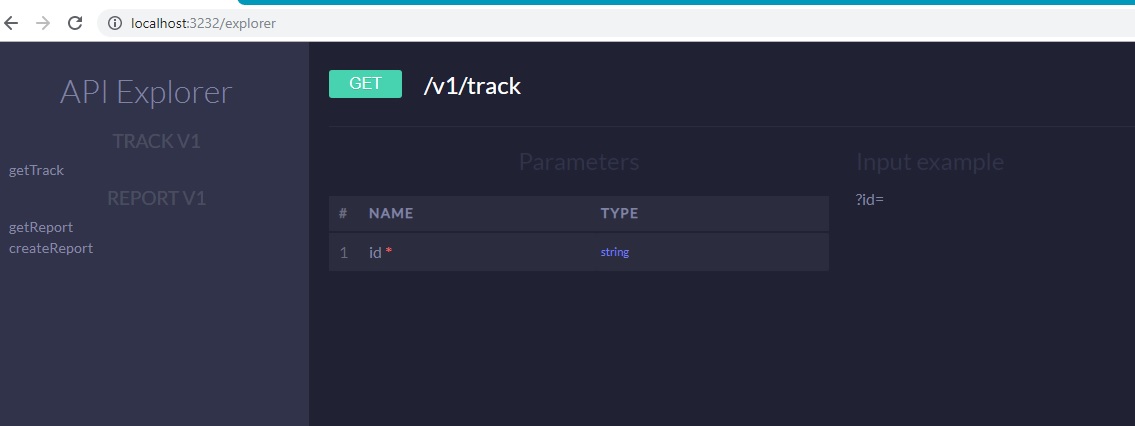 localhost:3232/explorer
API Explorer
TRACK V1
getTrack
REPORT V1
getReport
createReport
GET /v1/track
Parameters
# NAME TYPE
1 id * string
Input example
?id=